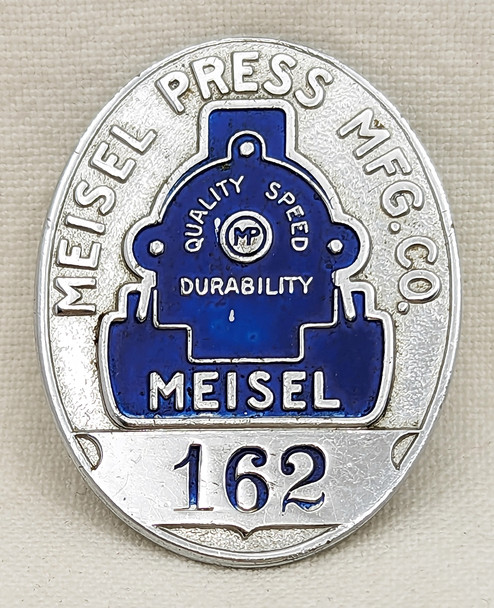 MEISEL PRESS MFG. CO.
QUALITY SPEED
MP
DURABILITY
MEISEL
162